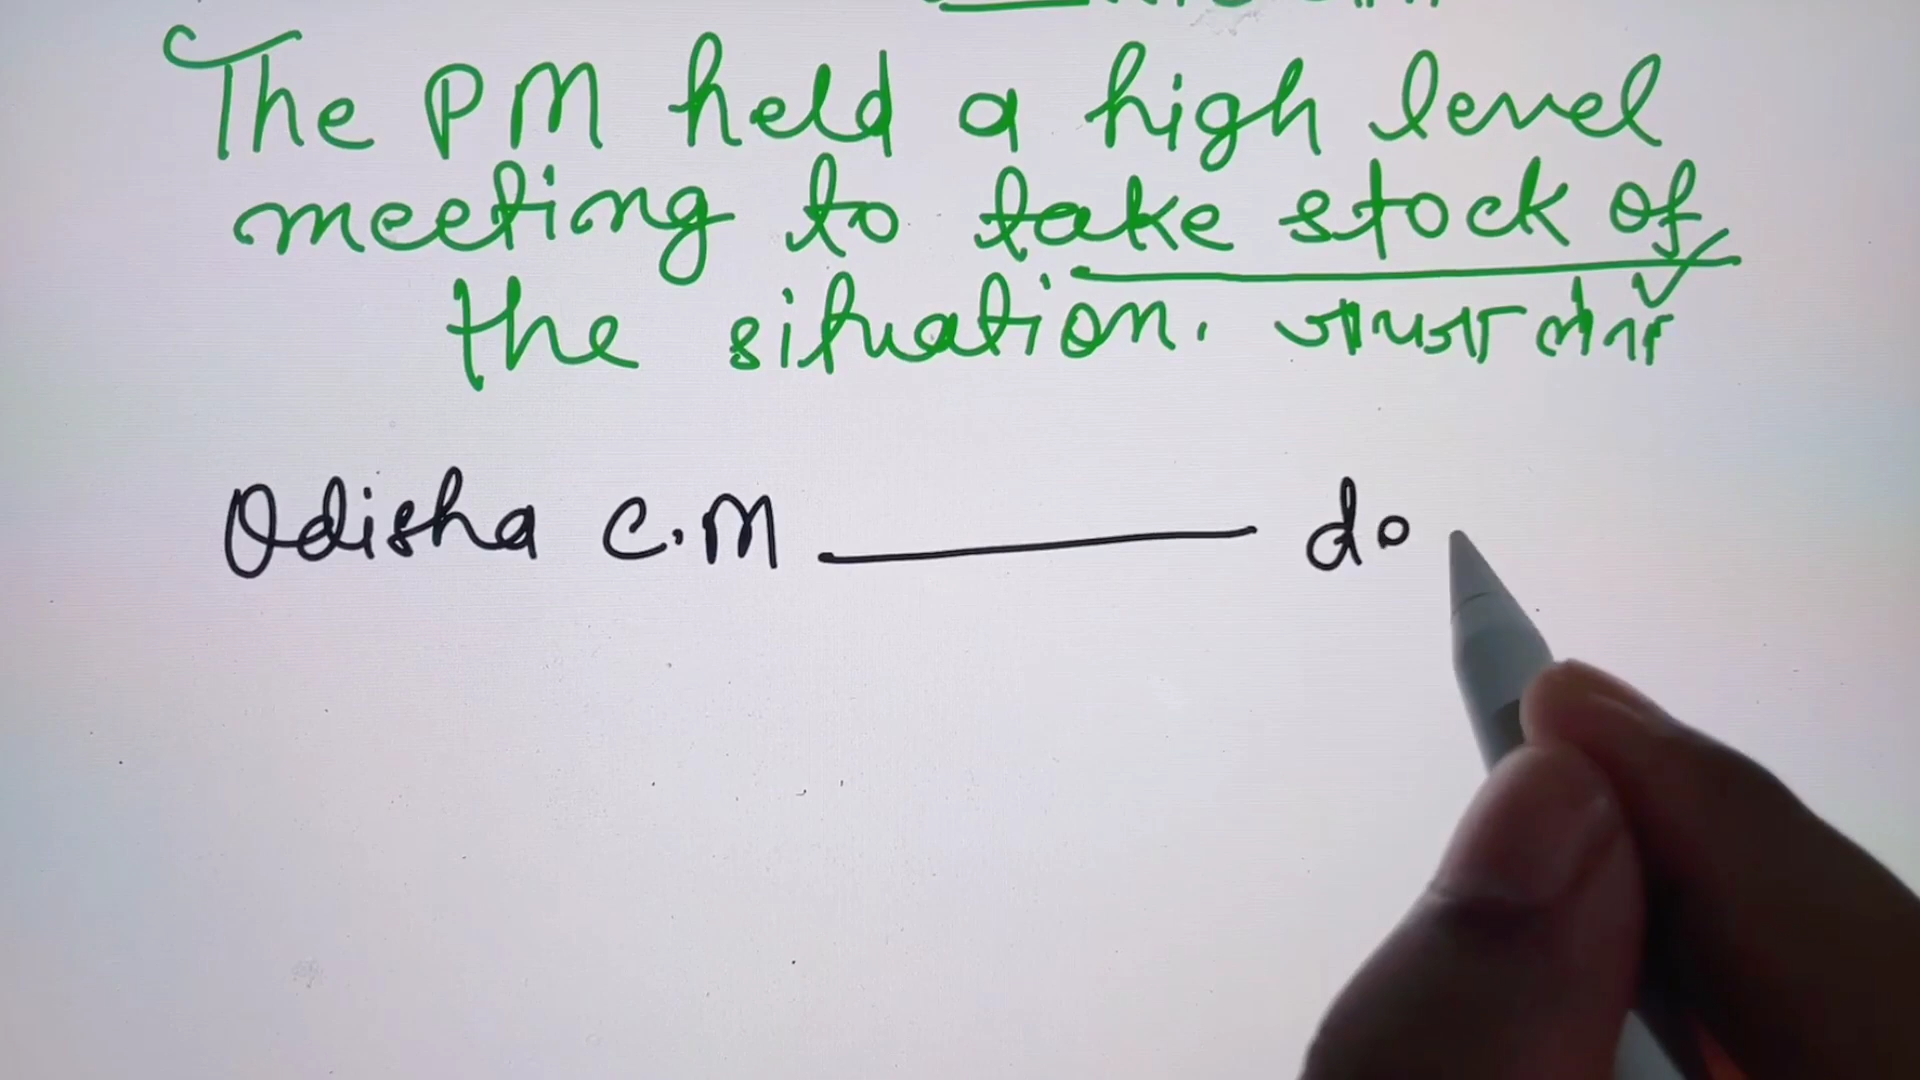 The PM held a high level
meeting to take stock of
the situation. जायजा लेना
Odisha C.M ________ do